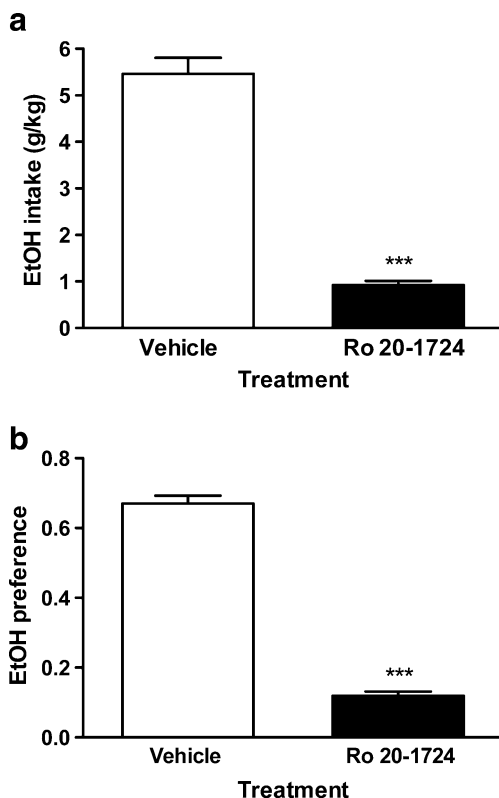 a
EtOH intake (g/kg)
6
5
4
3
2
1
0
***
Vehicle Ro 20-1724
Treatment
b
EtOH preference
0.8
0.6
0.4
0.2
0.0
***
Vehicle Ro 20-1724
Treatment